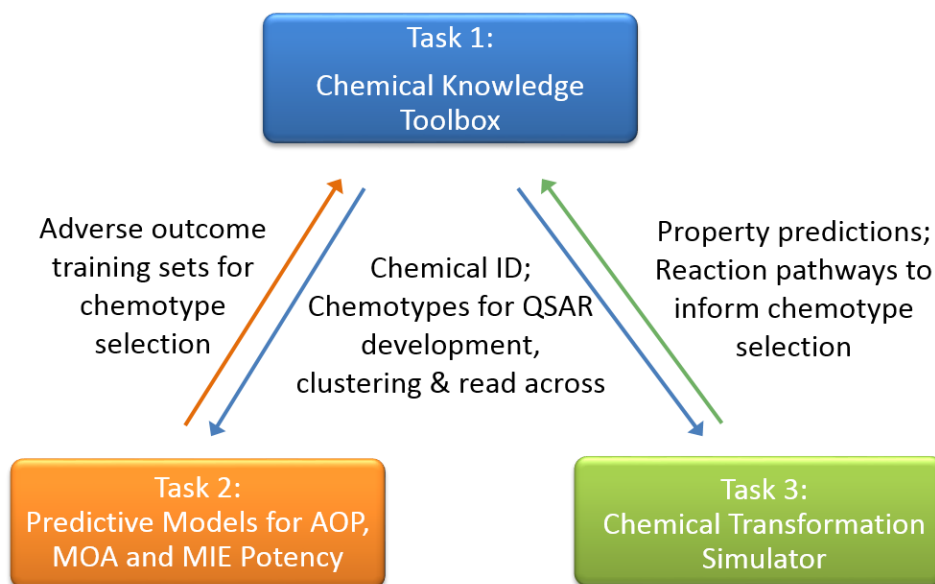 Task 1:
Chemical Knowledge
Toolbox
Adverse outcome
training sets for
chemotype
selection
Chemical ID;
Chemotypes for QSAR
development,
clustering & read across
Property predictions;
Reaction pathways to
inform chemotype
selection
Task 2:
Predictive Models for AOP,
MOA and MIE Potency
Task 3:
Chemical Transformation
Simulator